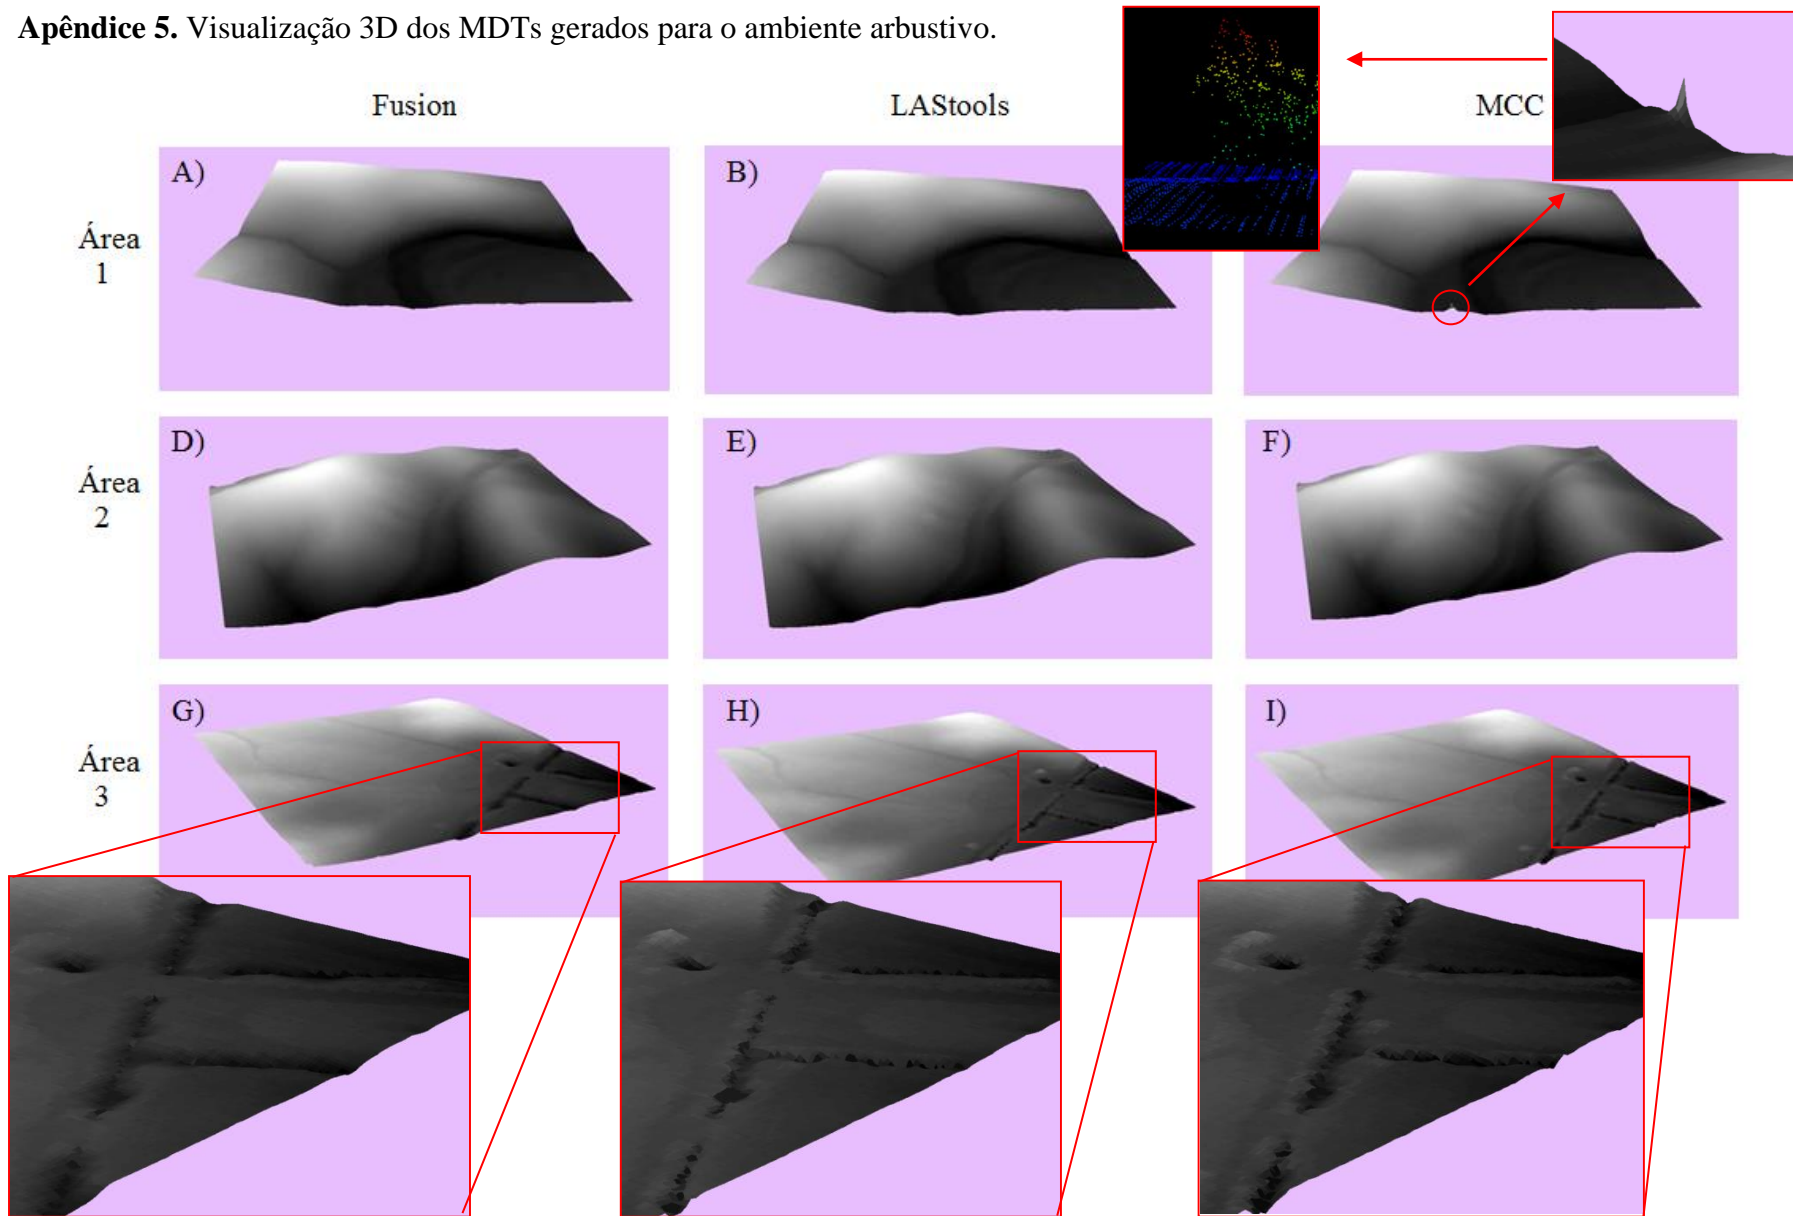 Apêndice 5. Visualização 3D dos MDTs gerados para o ambiente arbustivo.
Fusion
LAStools
MCC
Área
1
A)
B)
Área
2
D)
E)
F)
Área
3
G)
H)
I)